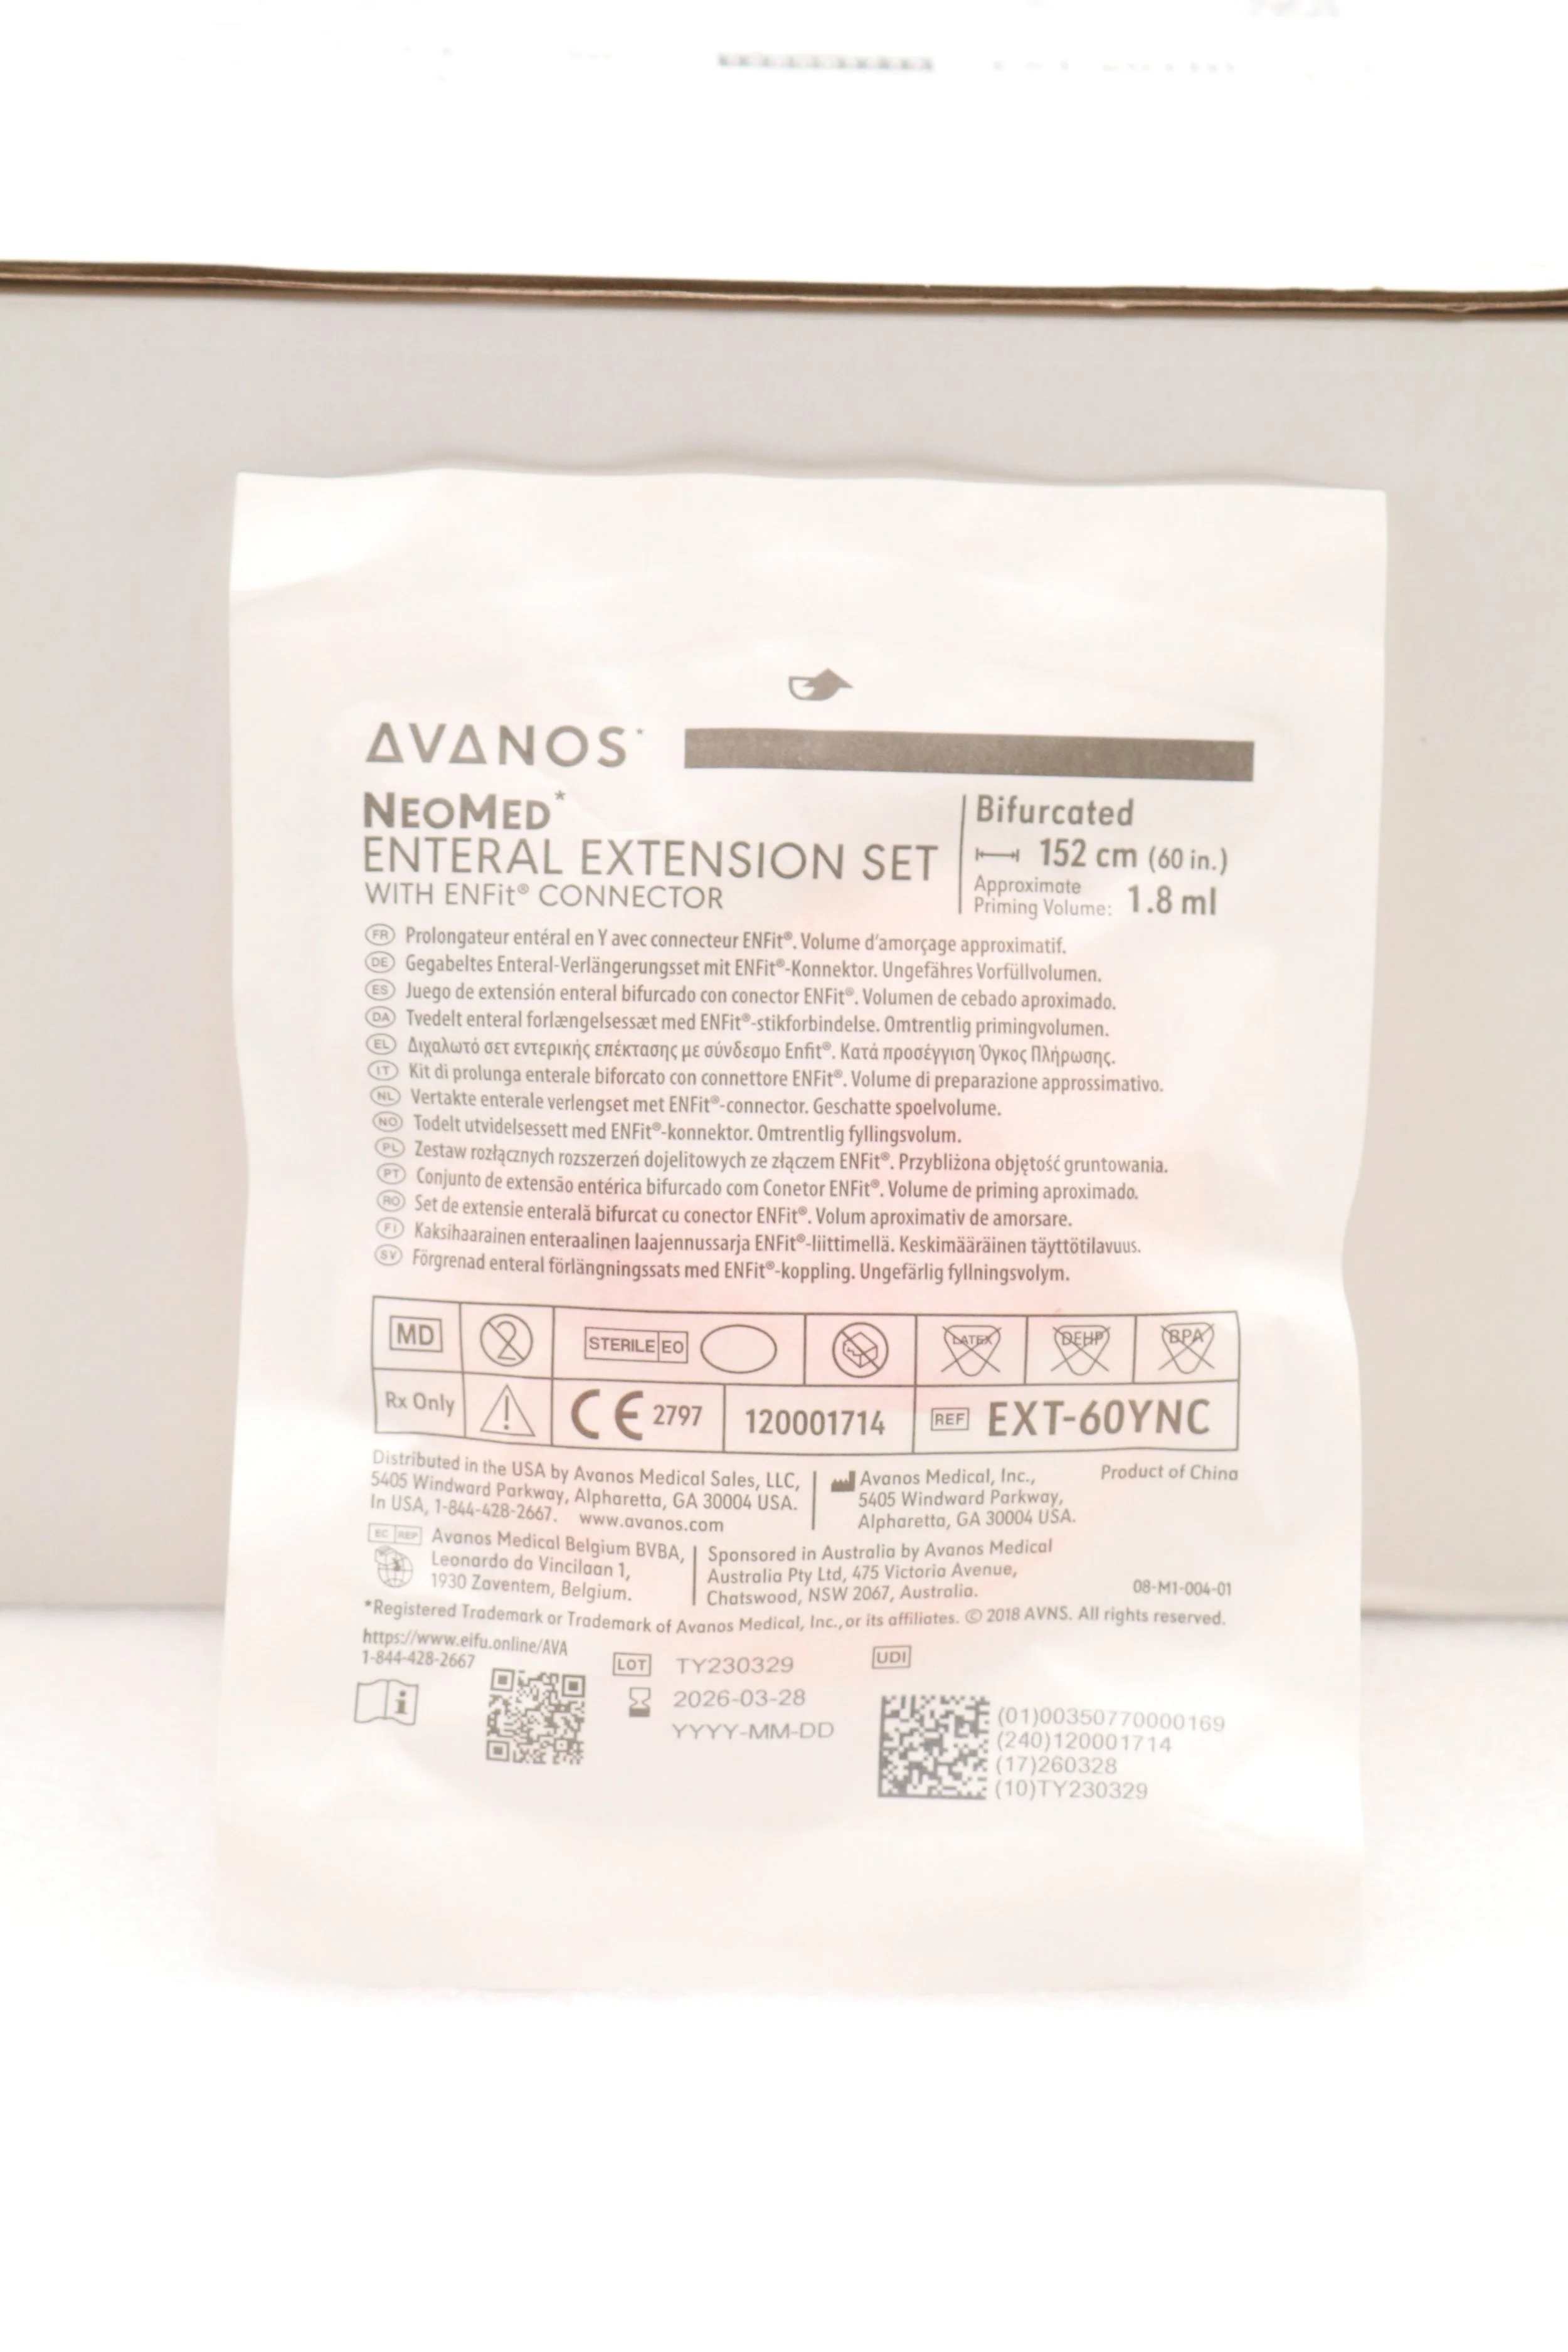 AVANOS*
NEOMED*
ENTERAL EXTENSION SET
WITH ENFit® CONNECTOR
Bifurcated
152 cm (60 in.)
Approximate
Priming Volume: 1.8 ml
FR Prolongateur entéral en Y avec connecteur ENFit®. Volume d'amorçage approximatif.
DE Gegabeltes Enteral-Verlängerungsset mit ENFit®-Konnektor. Ungefähres Vorfüllvolumen.
ES Juego de extensión enteral bifurcado con conector ENFit®. Volumen de cebado aproximado.
DA Tvedelt enteral forlængelsessæt med ENFit®-stikforbindelse. Omtrentlig primingvolumen.
EL Διχαλωτό σετ εντερικής επέκτασης με σύνδεσμο Enfit®. Κατά προσέγγιση Όγκος Πλήρωσης.
IT Kit di prolunga enterale biforcato con connettore ENFit®. Volume di preparazione approssimativo.
NL Vertakte enterale verlengset met ENFit®-connector. Geschatte spoelvolume.
NO Todelt utvidelsessett med ENFit®-konnektor. Omtrentlig fyllingsvolum.
PL Zestaw rozłącznych rozszerzeń dojelitowych ze złączem ENFit®. Przybliżona objętość gruntowania.
PT Conjunto de extensão entérica bifurcado com Conetor ENFit®. Volume de priming aproximado.
RO Set de extensie enterală bifurcat cu conector ENFit®. Volum aproximativ de amorsare.
FI Kaksihaarainen enteraalinen laajennussarja ENFit®-liittimellä. Keskimääräinen täyttötilavuus.
SV Förgrenad enteral förlängningssats med ENFit®-koppling. Ungefärlig fyllningsvolym.
MD 2 STERILE EO LATEX DEHP BPA
Rx Only CE 2797 120001714 REF EXT-60YNC
Distributed in the USA by Avanos Medical Sales, LLC,
5405 Windward Parkway, Alpharetta, GA 30004 USA.
In USA, 1-844-428-2667. www.avanos.com
Avanos Medical, Inc.,
5405 Windward Parkway,
Alpharetta, GA 30004 USA.
Product of China
EC REP Avanos Medical Belgium BVBA,
Leonardo da Vincilaan 1,
1930 Zaventem, Belgium.
Sponsored in Australia by Avanos Medical
Australia Pty Ltd, 475 Victoria Avenue,
Chatswood, NSW 2067, Australia.
08-M1-004-01
*Registered Trademark or Trademark of Avanos Medical, Inc., or its affiliates. © 2018 AVNS. All rights reserved.
https://www.eifu.online/AVA
1-844-428-2667
LOT TY230329
2026-03-28
YYYY-MM-DD
UDI
(01)00350770000169
(240)120001714
(17)260328
(10)TY230329